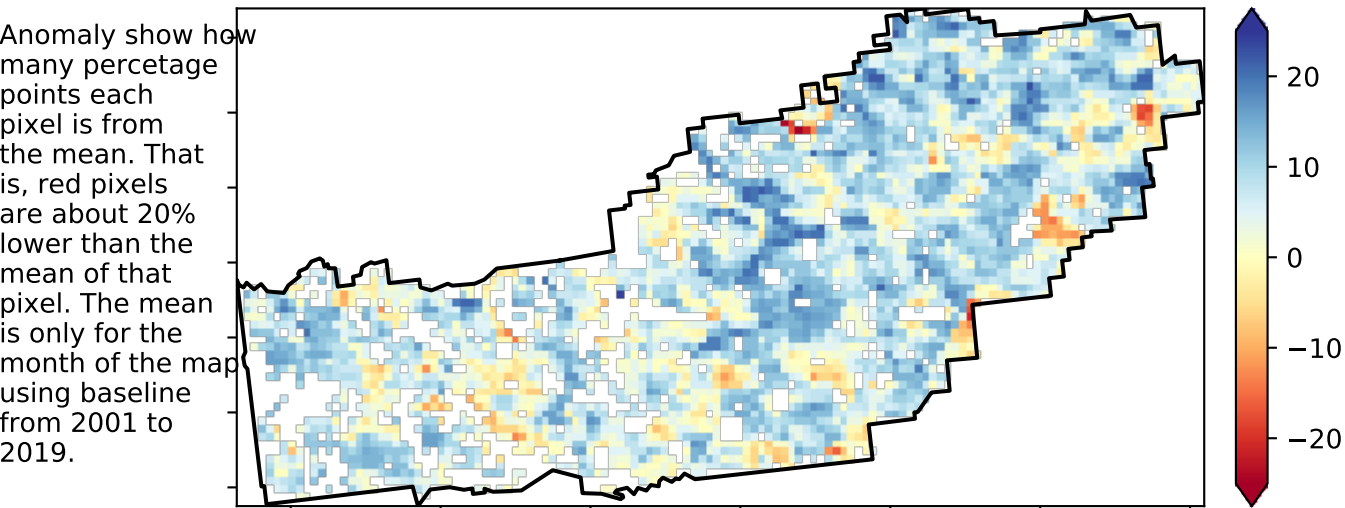 Anomaly show how
many percetage
points each
pixel is from
the mean. That
is, red pixels
are about 20%
lower than the
mean of that
pixel. The mean
is only for the
month of the map
using baseline
from 2001 to
2019.
20
10
0
−10
−20